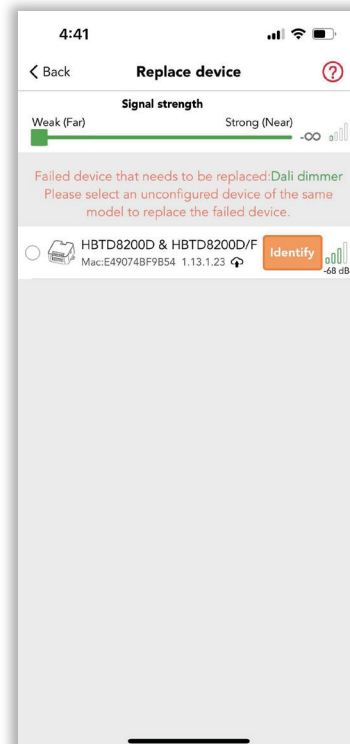 4:41
Back Replace device ?
Signal strength
Weak (Far) Strong (Near)
-∞
Failed device that needs to be replaced:Dali dimmer
Please select an unconfigured device of the same
model to replace the failed device.
HBTD8200D & HBTD8200D/F Identify
Mac:E49074BF9B54 1.13.1.23
-68 dB